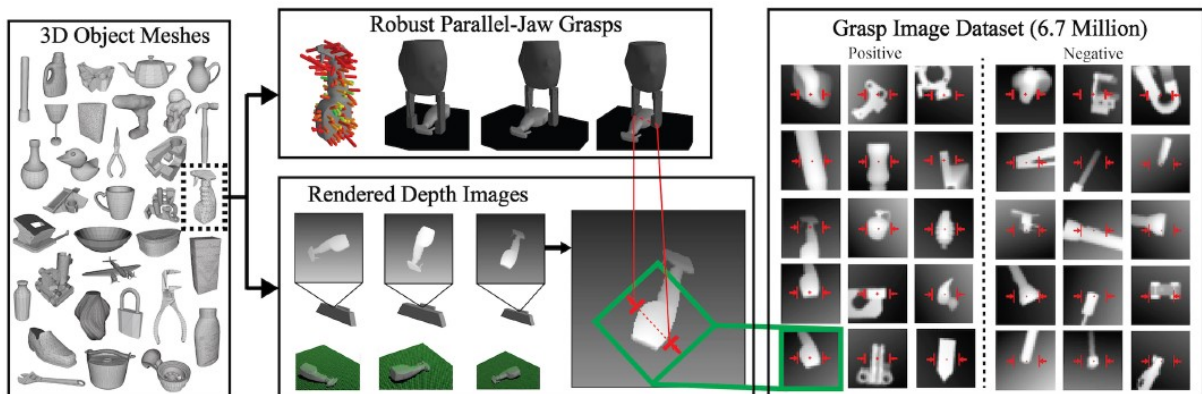 3D Object Meshes
Robust Parallel-Jaw Grasps
Rendered Depth Images
Grasp Image Dataset (6.7 Million)
Positive
Negative